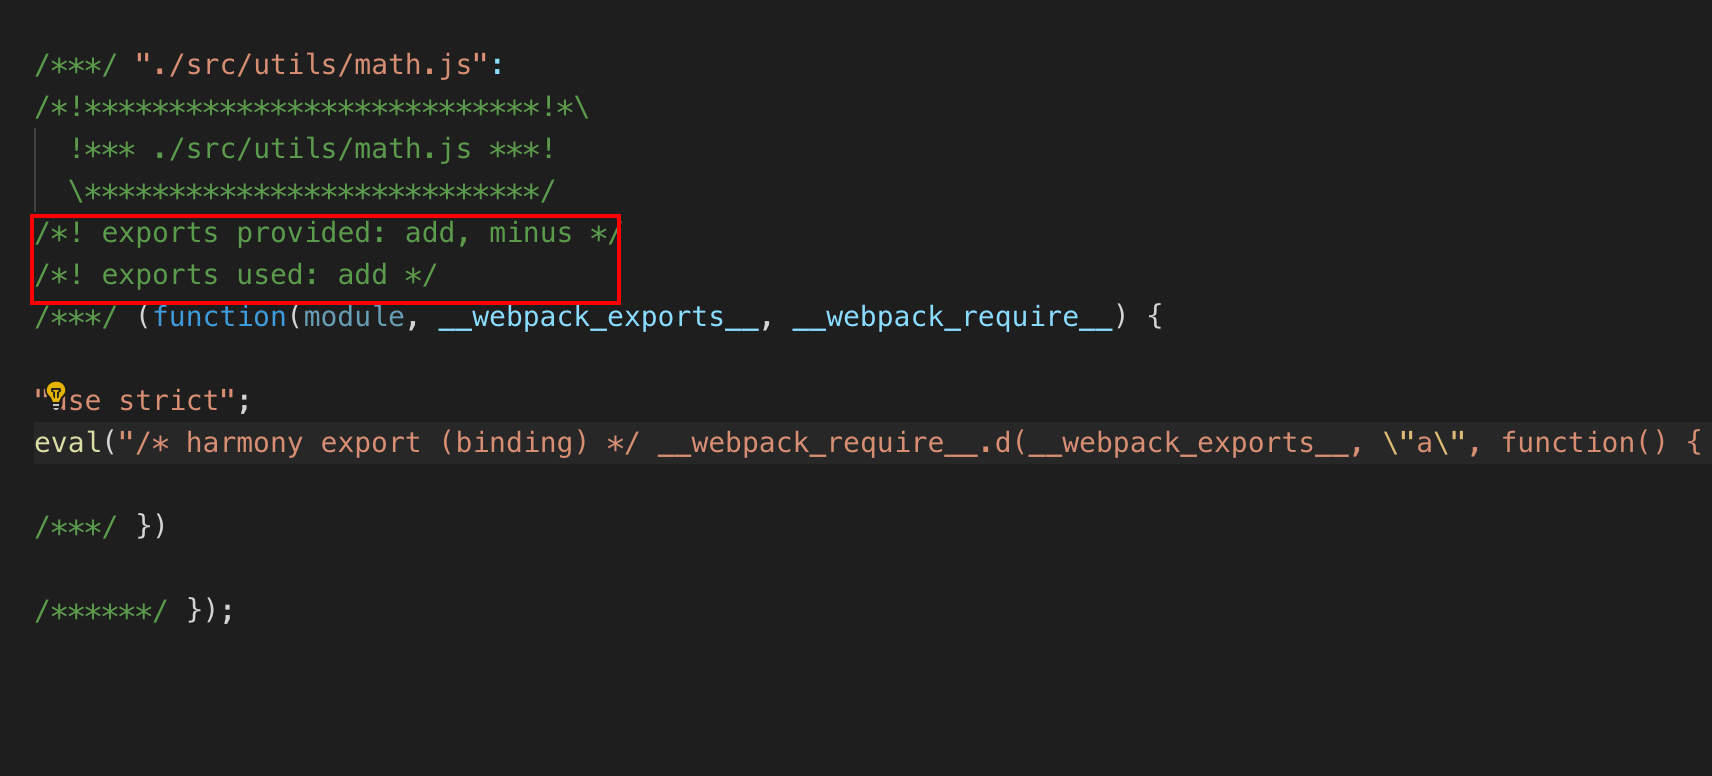 /***/ "./src/utils/math.js":
/*!***************************!*\
!*** ./src/utils/math.js ***!
\***************************/
/*! exports provided: add, minus */
/*! exports used: add */
/***/ (function(module, __webpack_exports__, __webpack_require__) {
"use strict";
eval("/* harmony export (binding) */ __webpack_require__.d(__webpack_exports__, \"a\", function() {
/***/ })
/******/ });